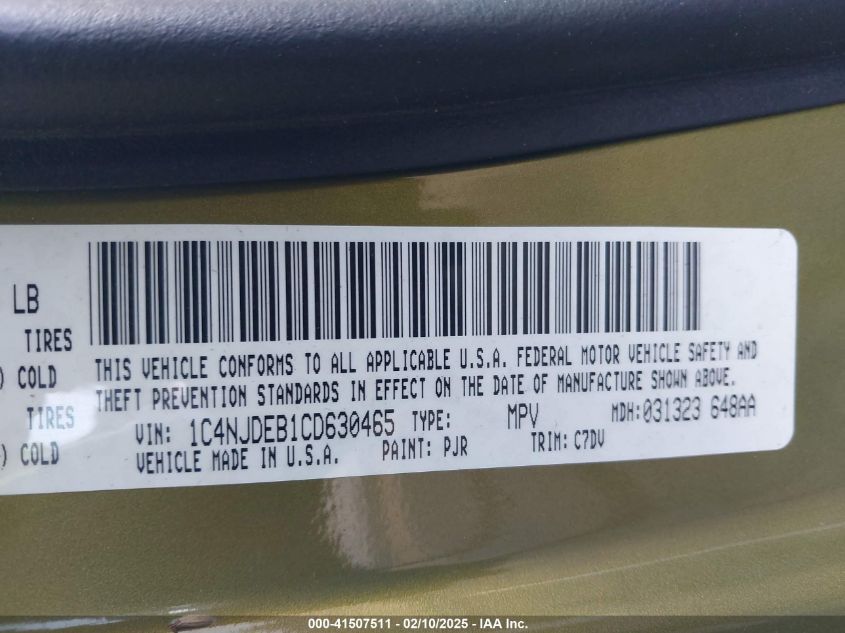 LB
TIRES
) COLD
TIRES
) COLD
THIS VEHICLE CONFORMS TO ALL APPLICABLE U.S.A. FEDERAL MOTOR VEHICLE SAFETY AND
THEFT PREVENTION STANDARDS IN EFFECT ON THE DATE OF MANUFACTURE SHOWN ABOVE.
VIN: 1C4NJDEB1CD630465 TYPE: MPV MDH:031323 648AA
VEHICLE MADE IN U.S.A. PAINT: PJR TRIM: C7DV
000-41507511 - 02/10/2025 - IAA Inc.